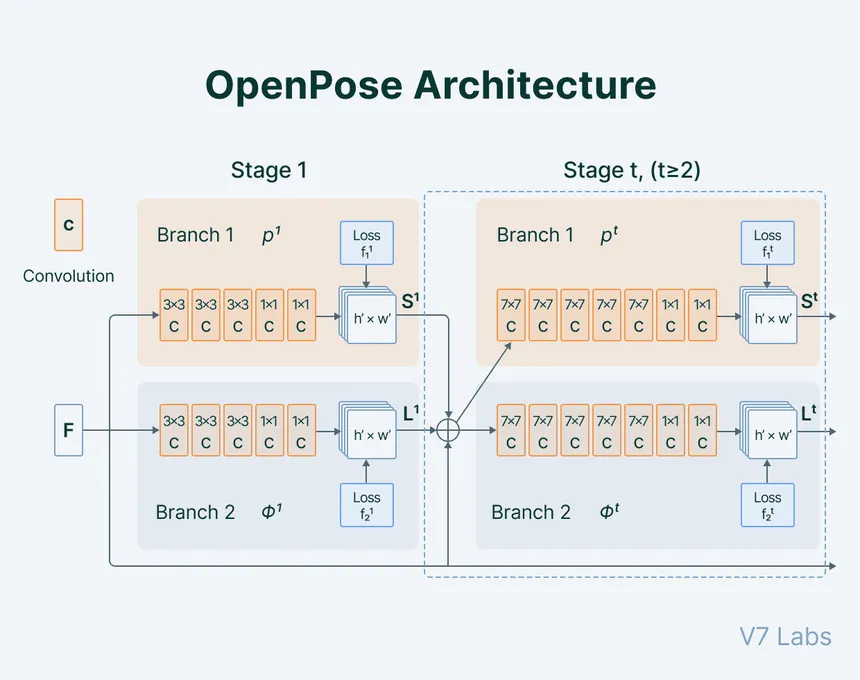 OpenPose Architecture
Stage 1
Stage t, (t≥2)
c
Convolution
Branch 1 p¹
Loss
f₁¹
3×3 3×3 3×3 1×1 1×1
C C C C C
h' × w'
S¹
Branch 1 pᵗ
Loss
f₁ᵗ
7×7 7×7 7×7 7×7 7×7 1×1 1×1
C C C C C C C
h' × w'
Sᵗ
F
3×3 3×3 3×3 1×1 1×1
C C C C C
h' × w'
L¹
Branch 2 Φ¹
Loss
f₂¹
7×7 7×7 7×7 7×7 7×7 1×1 1×1
C C C C C C C
h' × w'
Lᵗ
Branch 2 Φᵗ
Loss
f₂ᵗ
V7 Labs